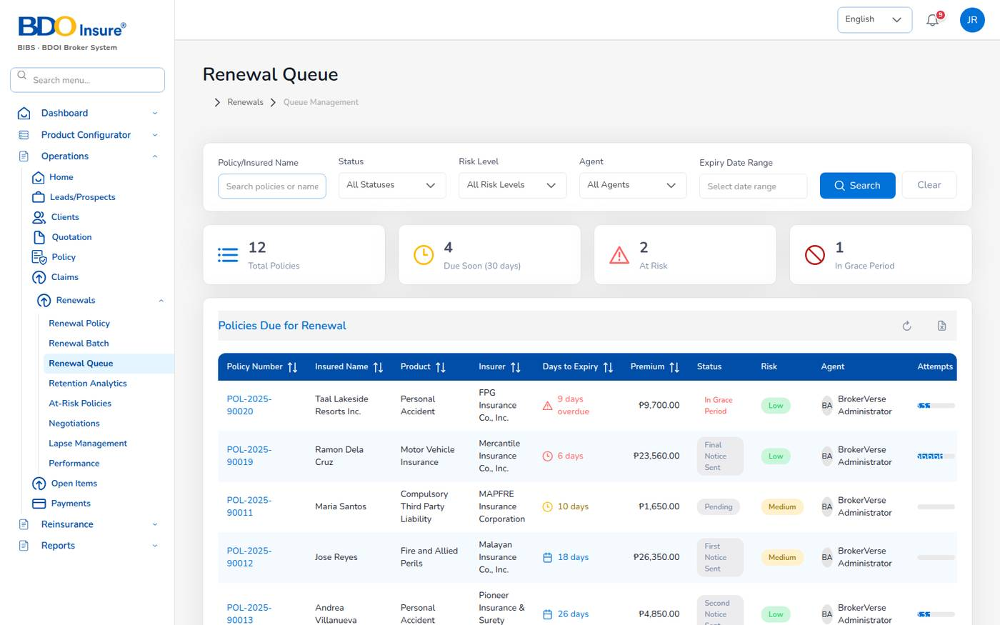 BDO Insure®
BIBS · BDOI Broker System
Search menu...
Dashboard
Product Configurator
Operations
Home
Leads/Prospects
Clients
Quotation
Policy
Claims
Renewals
Renewal Policy
Renewal Batch
Renewal Queue
Retention Analytics
At-Risk Policies
Negotiations
Lapse Management
Performance
Open Items
Payments
Reinsurance
Reports
English
9
JR
Renewal Queue
Renewals
Queue Management
Policy/Insured Name
Search policies or name
Status
All Statuses
Risk Level
All Risk Levels
Agent
All Agents
Expiry Date Range
Select date range
Search
Clear
12
Total Policies
4
Due Soon (30 days)
2
At Risk
1
In Grace Period
Policies Due for Renewal
Policy Number Insured Name Product Insurer Days to Expiry Premium Status Risk Agent Attempts
POL-2025-
90020
Taal Lakeside
Resorts Inc.
Personal
Accident
FPG
Insurance
Co., Inc.
9 days
overdue
₱9,700.00
In Grace
Period
Low
BA
BrokerVerse
Administrator
POL-2025-
90019
Ramon Dela
Cruz
Motor Vehicle
Insurance
Mercantile
Insurance
Co., Inc.
6 days
₱23,560.00
Final
Notice
Sent
Low
BA
BrokerVerse
Administrator
POL-2025-
90011
Maria Santos
Compulsory
Third Party
Liability
MAPFRE
Insurance
Corporation
10 days
₱1,650.00
Pending
Medium
BA
BrokerVerse
Administrator
POL-2025-
90012
Jose Reyes
Fire and Allied
Perils
Malayan
Insurance
Co., Inc.
18 days
₱26,350.00
First
Notice
Sent
Medium
BA
BrokerVerse
Administrator
POL-2025-
90013
Andrea
Villanueva
Personal
Accident
Pioneer
Insurance &
Surety
26 days
₱4,850.00
Second
Notice
Low
BA
BrokerVerse
Administrator